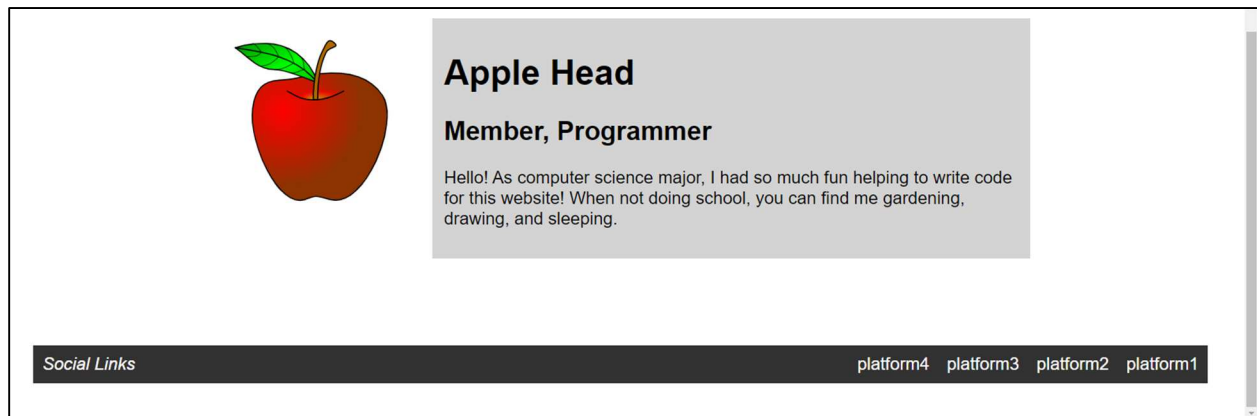 Apple Head
Member, Programmer
Hello! As computer science major, I had so much fun helping to write code
for this website! When not doing school, you can find me gardening,
drawing, and sleeping.
Social Links platform4 platform3 platform2 platform1